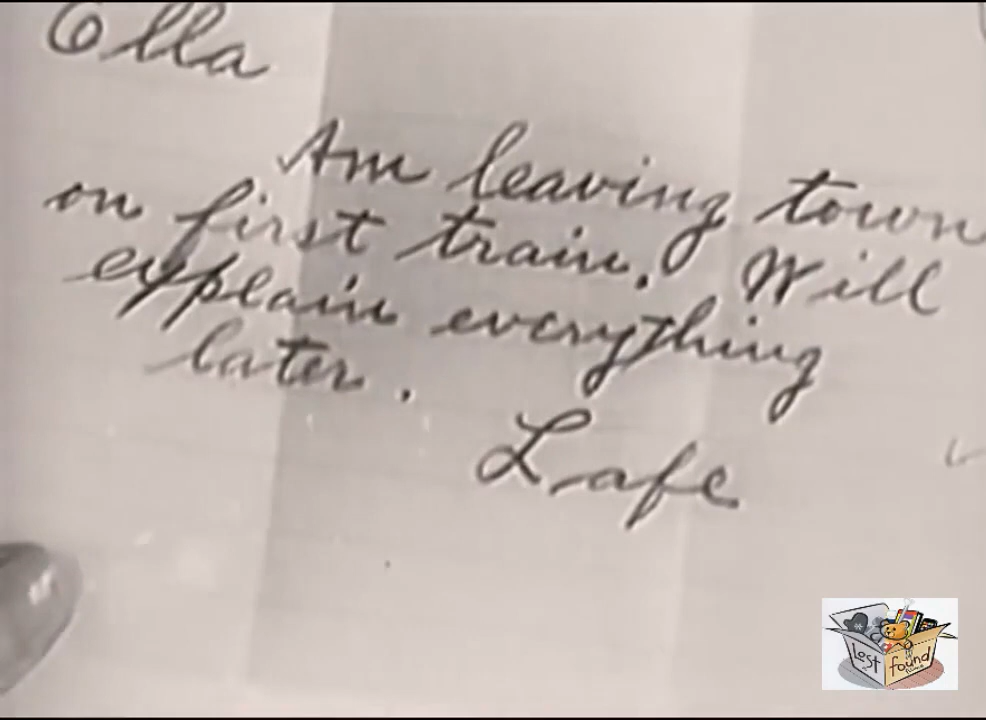 Ella
Am leaving town
on first train. Will
explain everything
later.
Lafe
Lost found